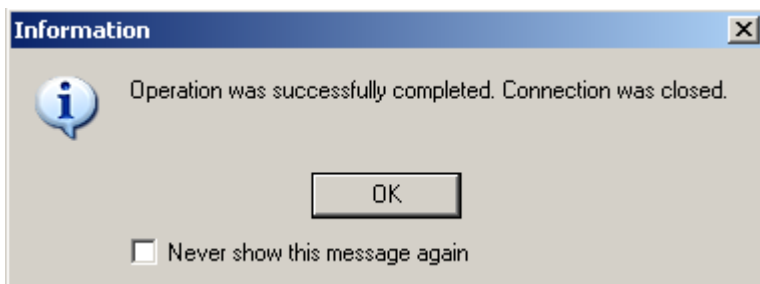 Information
Operation was successfully completed. Connection was closed.
OK
Never show this message again